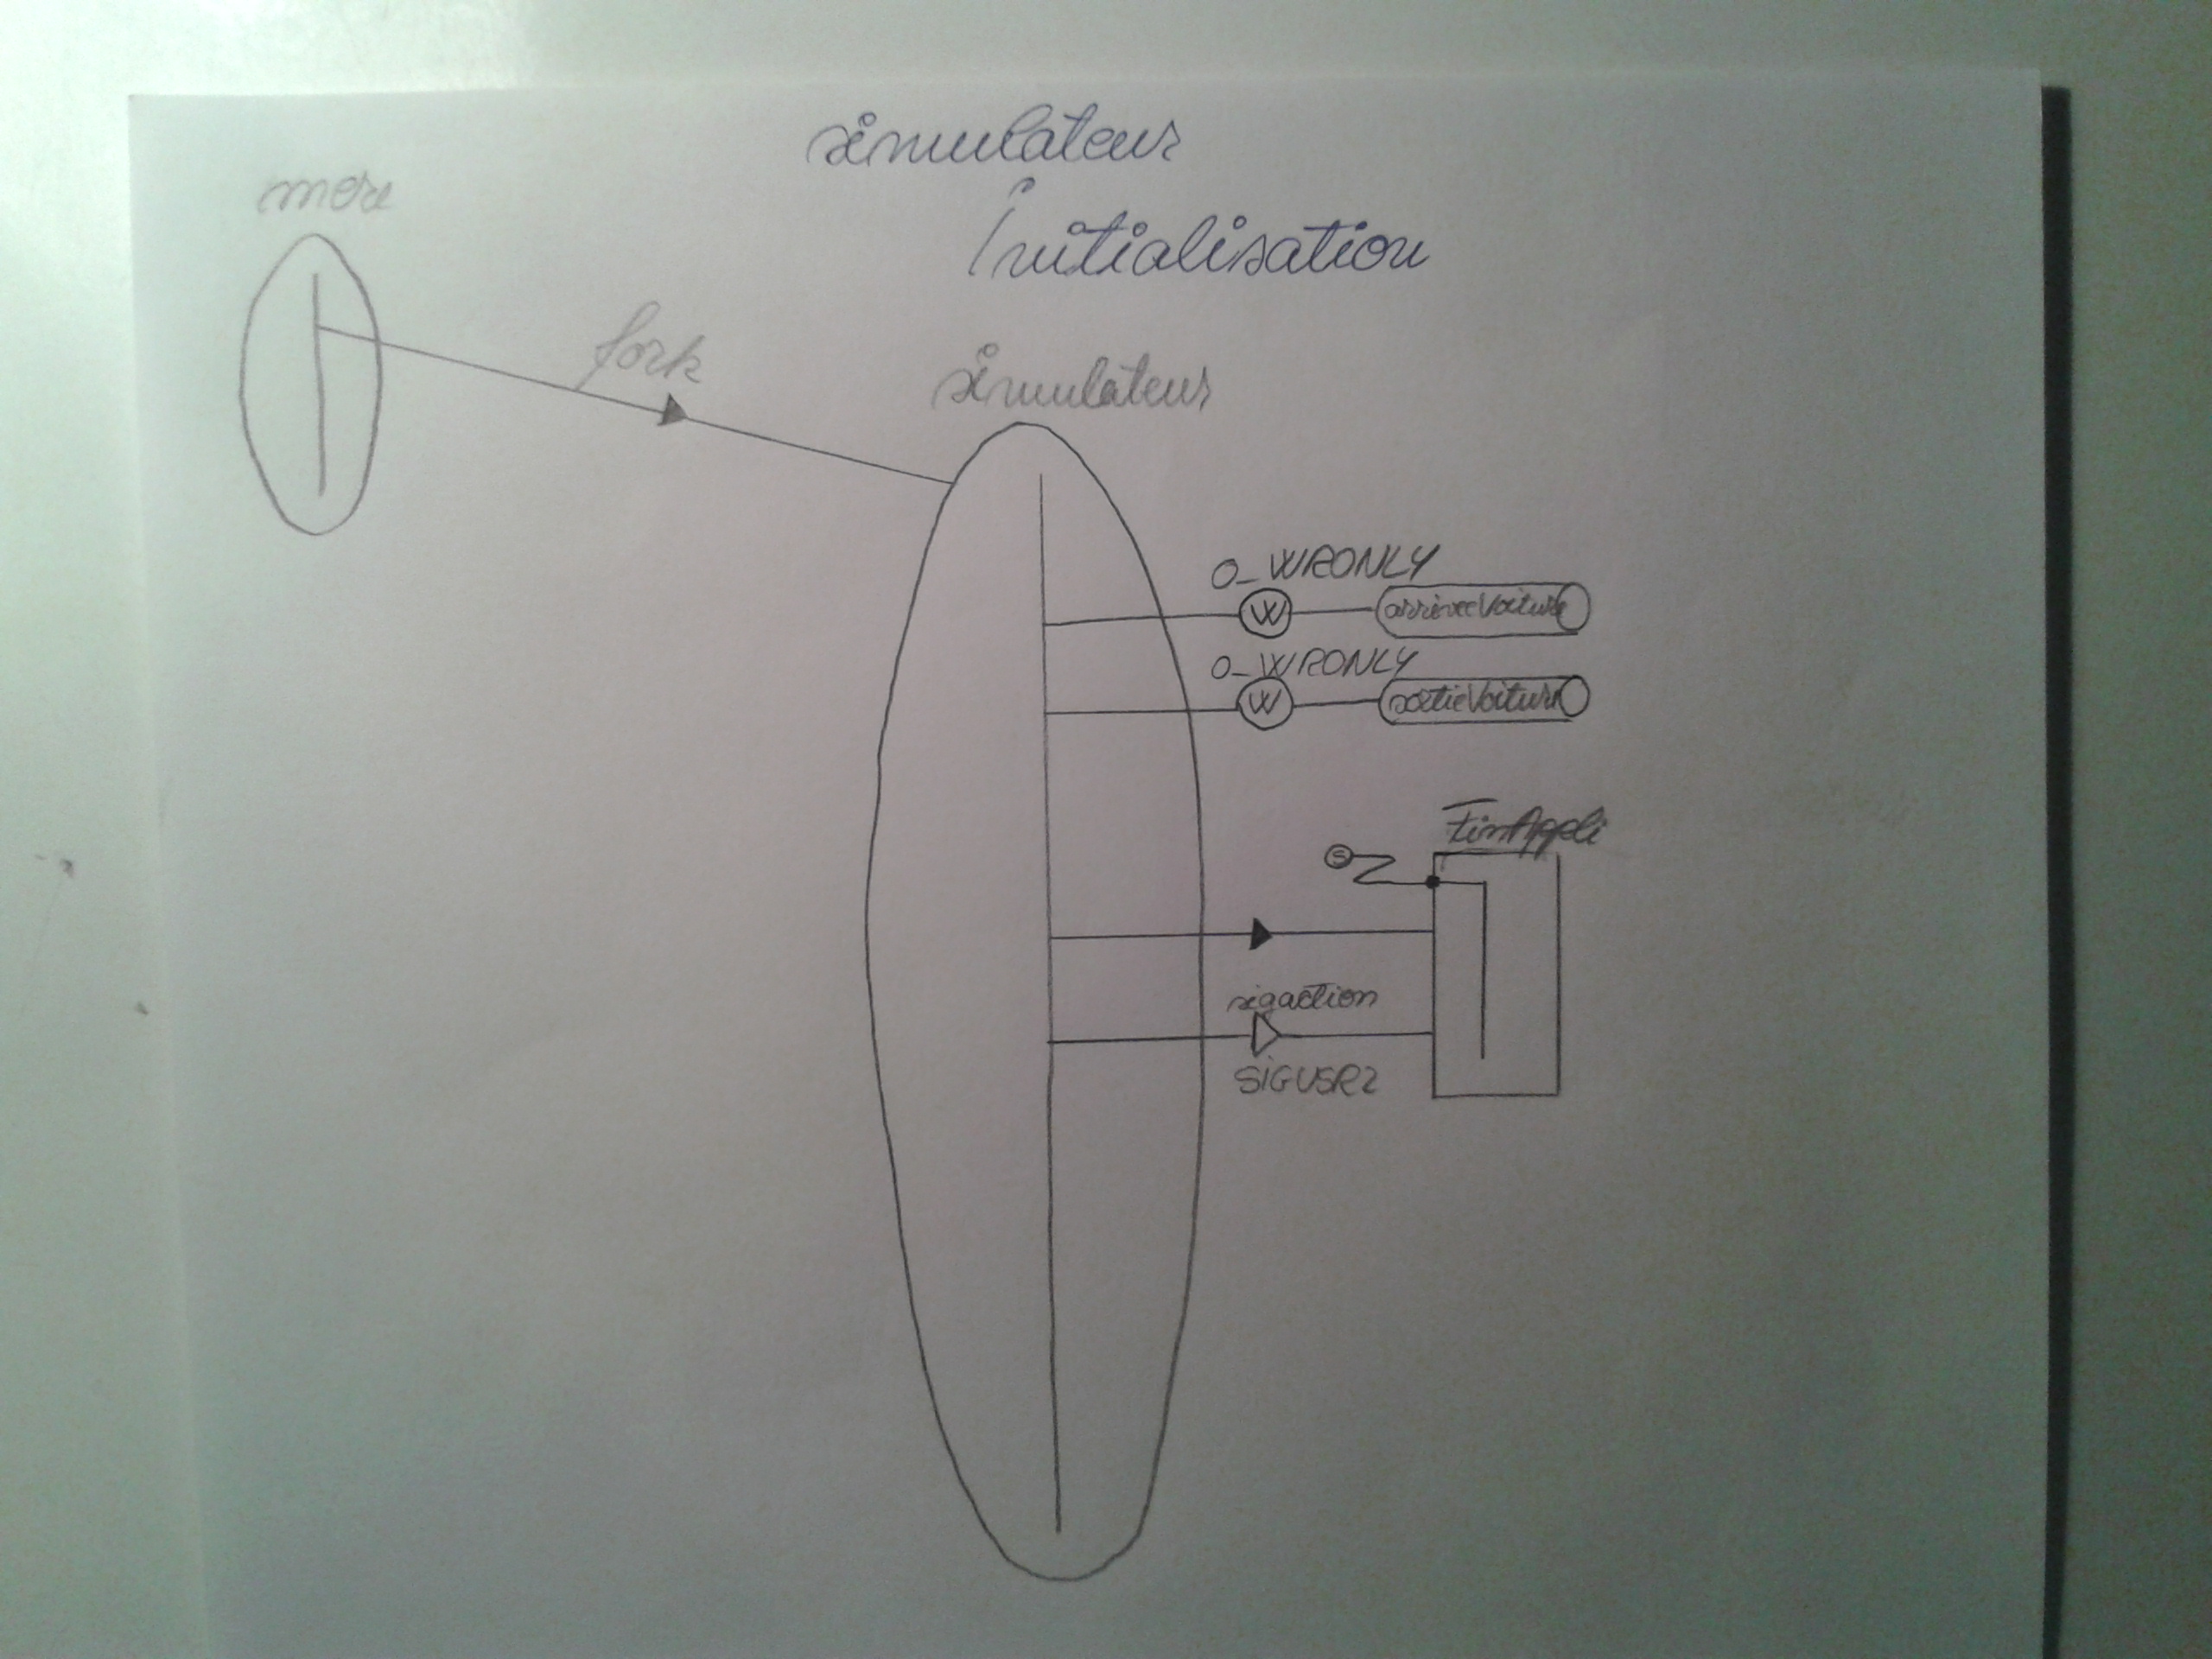 simulateur
Initialisation
mere
fork
simulateur
O_WRONLY
W
arriveeVoiture
O_WRONLY
W
sortieVoiture
FinAppli
S
sigaction
SIGUSR2